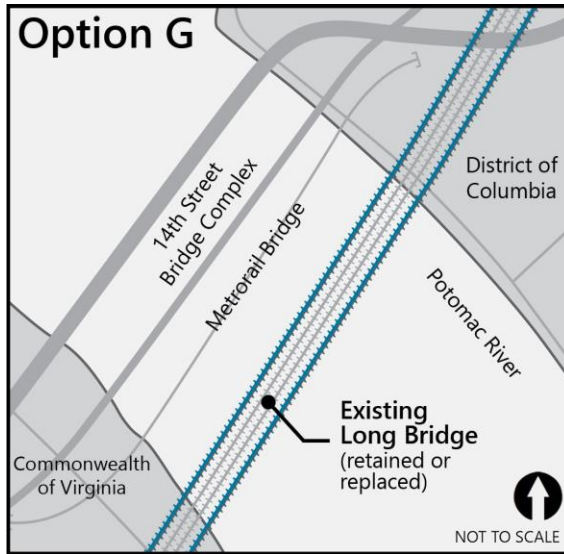 Option G
14th Street
Bridge Complex
Metrorail Bridge
District of
Columbia
Potomac River
Existing
Long Bridge
(retained or
replaced)
Commonwealth
of Virginia
NOT TO SCALE